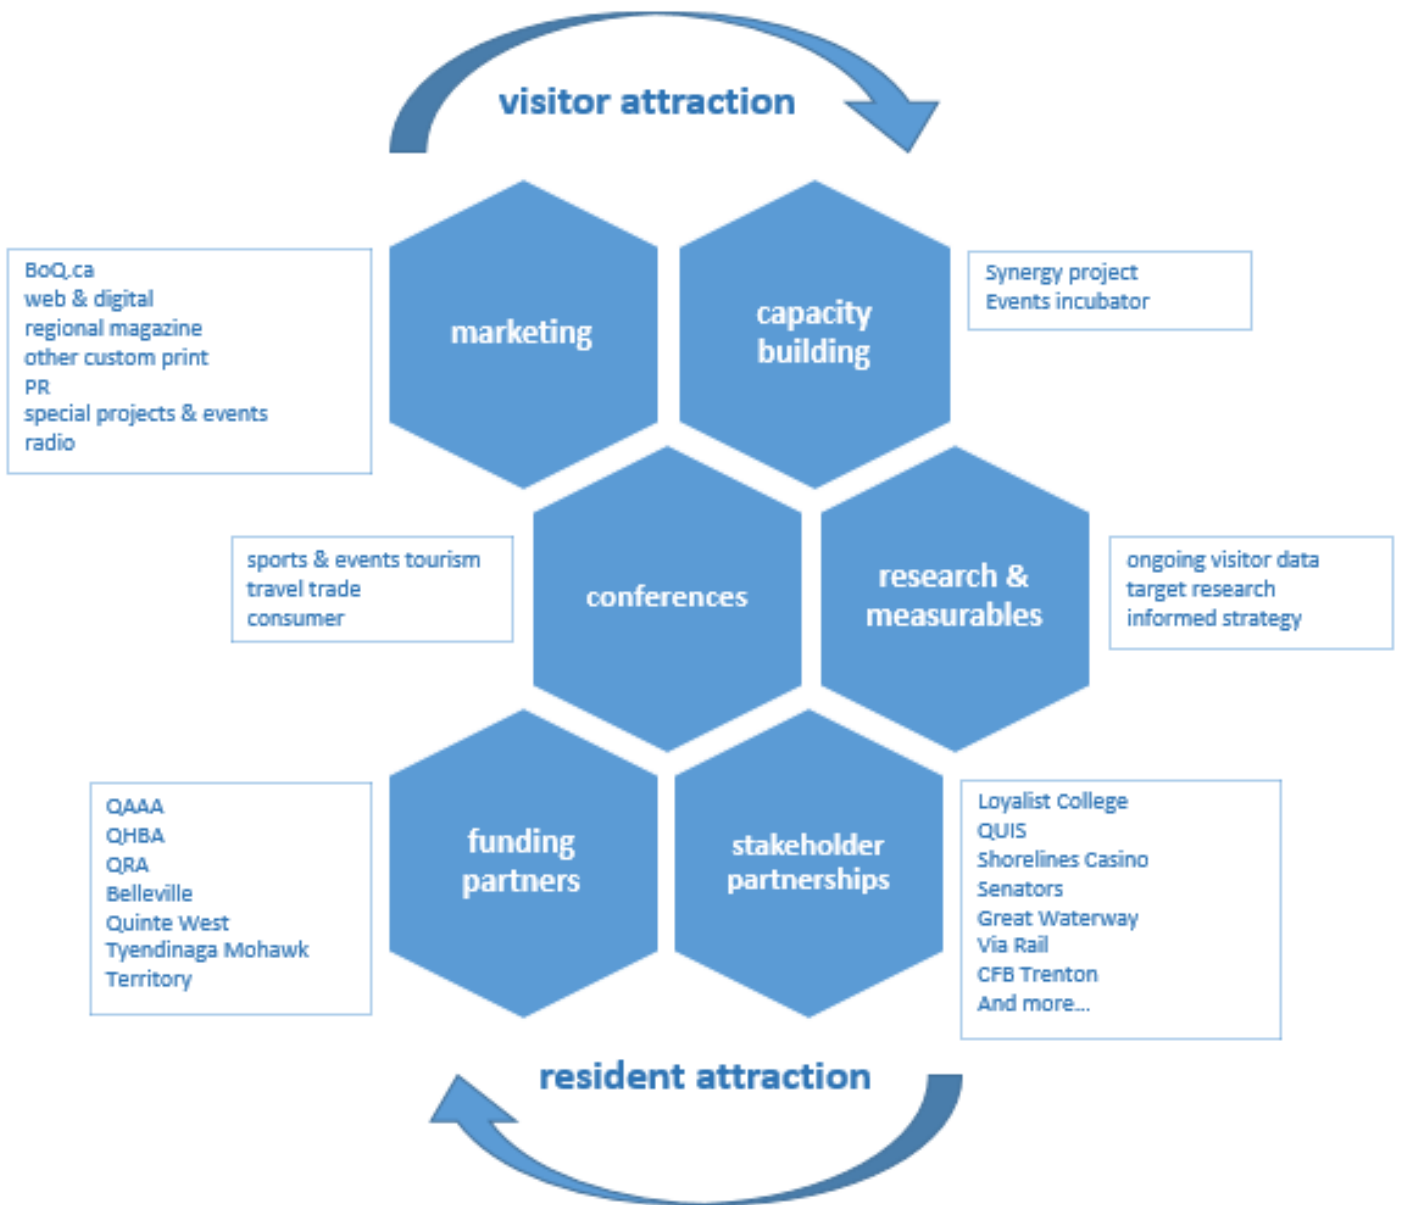 visitor attraction
BoQ.ca
web & digital
regional magazine
other custom print
PR
special projects & events
radio
marketing
capacity
building
Synergy project
Events incubator
sports & events tourism
travel trade
consumer
conferences
research &
measurables
ongoing visitor data
target research
informed strategy
QAAA
QHBA
QRA
Belleville
Quinte West
Tyendinaga Mohawk
Territory
funding
partners
stakeholder
partnerships
Loyalist College
QUIS
Shorelines Casino
Senators
Great Waterway
Via Rail
CFB Trenton
And more...
resident attraction